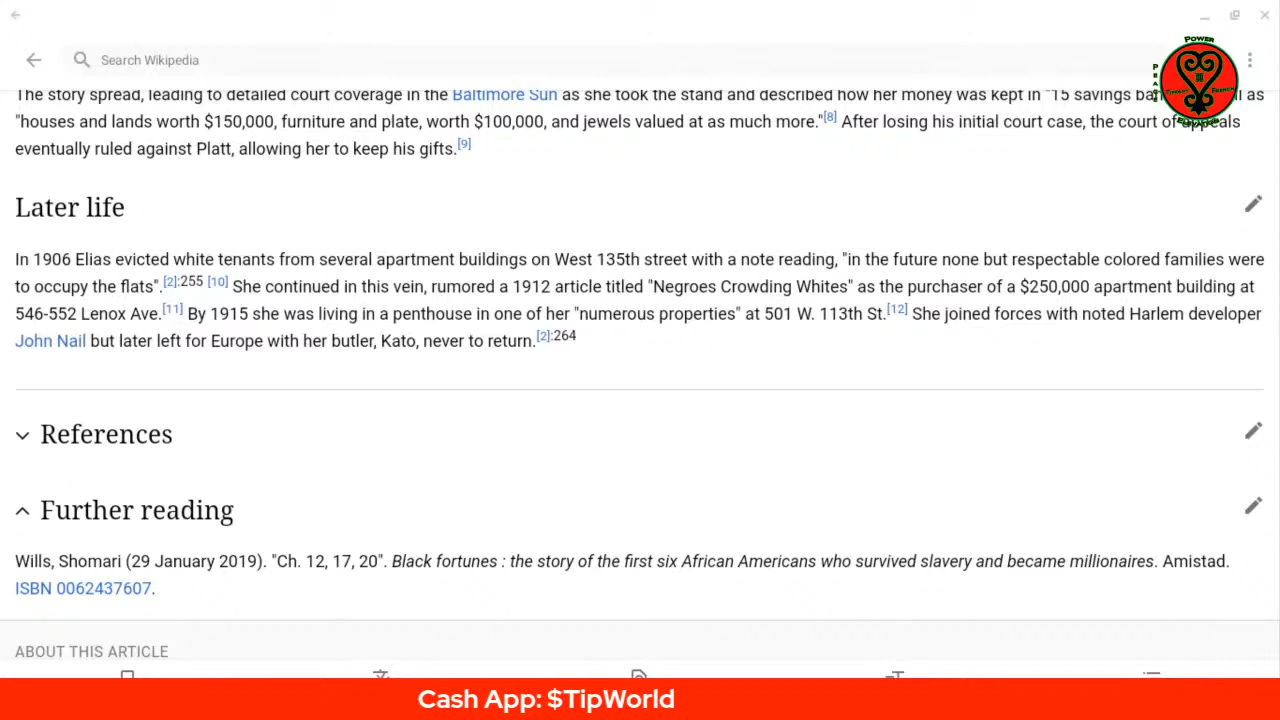 Search Wikipedia
POWER
PEACE
TIFFANY FRENCH
ELEVATION
The story spread, leading to detailed court coverage in the Baltimore Sun as she took the stand and described how her money was kept in "15 savings as
"houses and lands worth $150,000, furniture and plate, worth $100,000, and jewels valued at as much more."[8] After losing his initial court case, the court of appeals
eventually ruled against Platt, allowing her to keep his gifts.[9]
Later life
In 1906 Elias evicted white tenants from several apartment buildings on West 135th street with a note reading, "in the future none but respectable colored families were
to occupy the flats".[2]:255 [10] She continued in this vein, rumored a 1912 article titled "Negroes Crowding Whites" as the purchaser of a $250,000 apartment building at
546-552 Lenox Ave.[11] By 1915 she was living in a penthouse in one of her "numerous properties" at 501 W. 113th St.[12] She joined forces with noted Harlem developer
John Nail but later left for Europe with her butler, Kato, never to return.[2]:264
References
Further reading
Wills, Shomari (29 January 2019). "Ch. 12, 17, 20". Black fortunes : the story of the first six African Americans who survived slavery and became millionaires. Amistad.
ISBN 0062437607.
ABOUT THIS ARTICLE
Cash App: $TipWorld